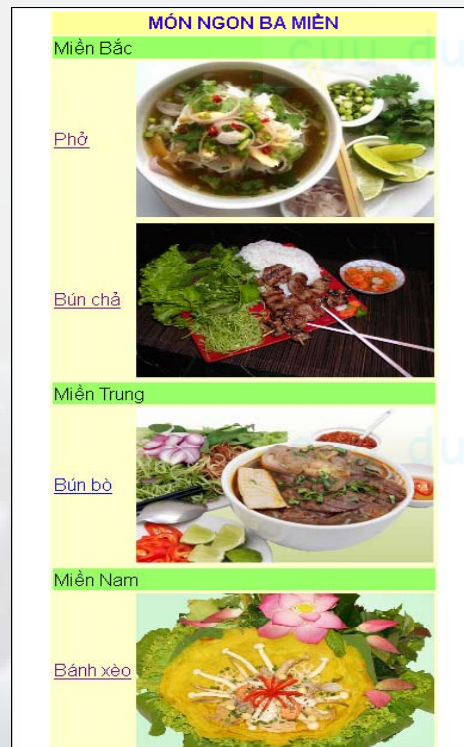 MÓN NGON BA MIỀN
Miền Bắc
Phở
Bún chả
Miền Trung
Bún bò
Miền Nam
Bánh xèo